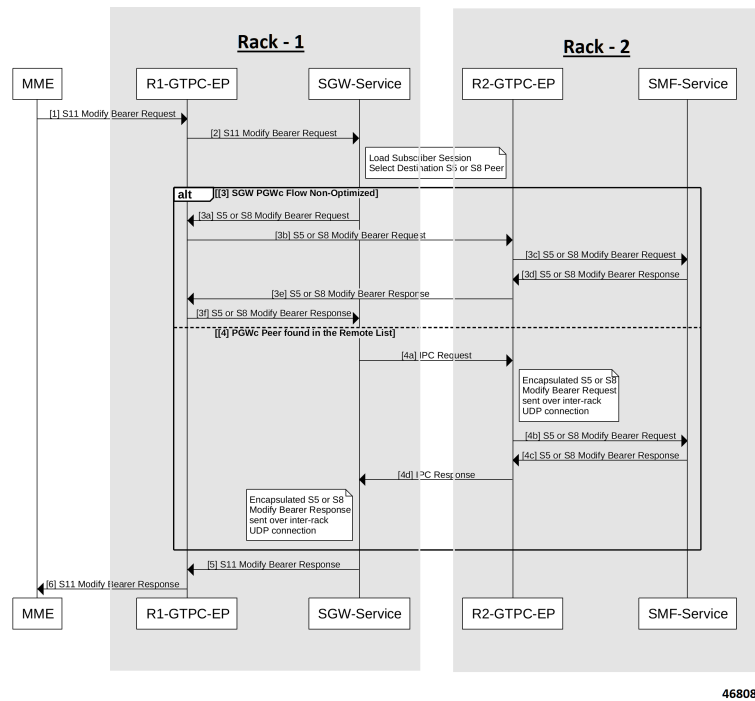 Rack - 1
Rack - 2
MME
R1-GTPC-EP
SGW-Service
R2-GTPC-EP
SMF-Service
[1] S11 Modify Bearer Request
[2] S11 Modify Bearer Request
Load Subscriber Session
Select Destination S5 or S8 Peer
alt
[[3] SGW PGWc Flow Non-Optimized]
[3a] S5 or S8 Modify Bearer Request
[3b] S5 or S8 Modify Bearer Request
[3c] S5 or S8 Modify Bearer Request
[3d] S5 or S8 Modify Bearer Response
[3e] S5 or S8 Modify Bearer Response
[3f] S5 or S8 Modify Bearer Response
[[4] PGWc Peer found in the Remote List]
[4a] IPC Request
Encapsulated S5 or S8
Modify Bearer Request
sent over inter-rack
UDP connection
[4b] S5 or S8 Modify Bearer Request
[4c] S5 or S8 Modify Bearer Response
[4d] IPC Response
Encapsulated S5 or S8
Modify Bearer Response
sent over inter-rack
UDP connection
[5] S11 Modify Bearer Response
[6] S11 Modify Bearer Response
MME
R1-GTPC-EP
SGW-Service
R2-GTPC-EP
SMF-Service
46808